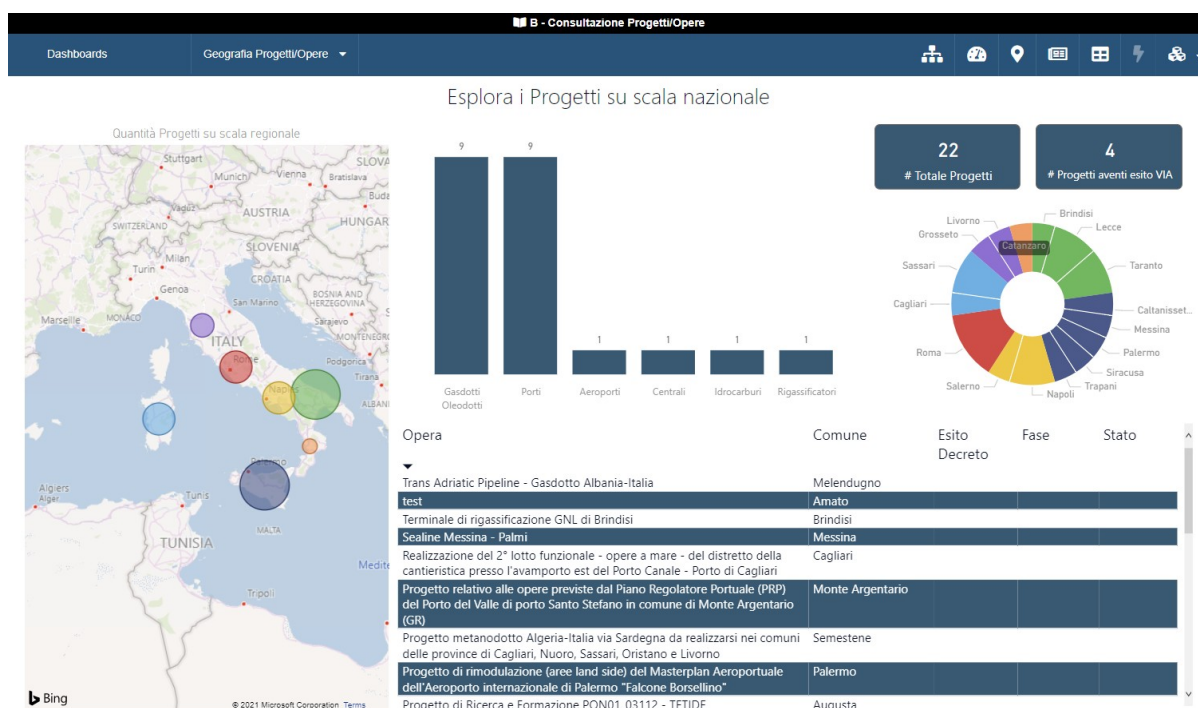 B - Consultazione Progetti/Opere
Dashboards
Geografia Progetti/Opere
Esplora i Progetti su scala nazionale
Quantità Progetti su scala regionale
Stuttgart
SLOVA
Munich
Vienna
Bratislava
Buda
Vaduz
AUSTRIA
HUNGAR
SWITZERLAND
SLOVENIA
Milan
Turin
CROATIA
Genoa
BOSNIA AND
HERZEGOVINA
San Marino
Marseille
MONACO
Sarajevo
MONTENEGR
ITALY
Podgorica
Rome
Tirana
Naples
ALBANI
Palermo
Algiers
Alger
Tunis
MALTA
TUNISIA
Medite
Tripoli
Bing
© 2021 Microsoft Corporation Terms
9
9
1
1
1
1
Gasdotti
Oleodotti
Porti
Aeroporti
Centrali
Idrocarburi
Rigassificatori
22
# Totale Progetti
4
# Progetti aventi esito VIA
Livorno
Brindisi
Grosseto
Lecce
Catanzaro
Sassari
Taranto
Cagliari
Caltanisset...
Messina
Roma
Palermo
Siracusa
Salerno
Trapani
Napoli
Opera
Comune
Esito
Decreto
Fase
Stato
Trans Adriatic Pipeline - Gasdotto Albania-Italia
Melendugno
test
Amato
Terminale di rigassificazione GNL di Brindisi
Brindisi
Sealine Messina - Palmi
Messina
Realizzazione del 2° lotto funzionale - opere a mare - del distretto della
cantieristica presso l'avamporto est del Porto Canale - Porto di Cagliari
Cagliari
Progetto relativo alle opere previste dal Piano Regolatore Portuale (PRP)
del Porto del Valle di porto Santo Stefano in comune di Monte Argentario
(GR)
Monte Argentario
Progetto metanodotto Algeria-Italia via Sardegna da realizzarsi nei comuni
delle province di Cagliari, Nuoro, Sassari, Oristano e Livorno
Semestene
Progetto di rimodulazione (aree land side) del Masterplan Aeroportuale
dell'Aeroporto internazionale di Palermo "Falcone Borsellino"
Palermo
Progetto di Ricerca e Formazione PON01_03112 - TETIDE
Augusta